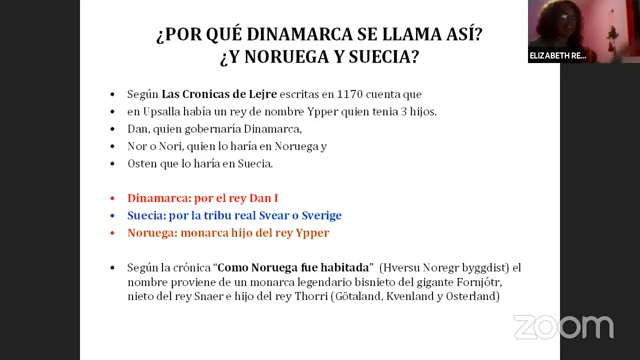 ¿POR QUÉ DINAMARCA SE LLAMA ASÍ?
¿Y NORUEGA Y SUECIA?
ELIZABETH RE...
• Según Las Cronicas de Lejre escritas en 1170 cuenta que
• en Upsalla había un rey de nombre Ypper quien tenia 3 hijos.
• Dan, quien gobernaría Dinamarca,
• Nor o Nori, quien lo haría en Noruega y
• Osten que lo haría en Suecia.
• Dinamarca: por el rey Dan I
• Suecia: por la tribu real Svear o Sverige
• Noruega: monarca hijo del rey Ypper
• Según la crónica "Como Noruega fue habitada" (Hversu Noregr byggdist) el
nombre proviene de un monarca legendario bisnieto del gigante Fornjótr,
nieto del rey Snaer e hijo del rey Thorri (Götaland, Kvenland y Osterland)
zoom